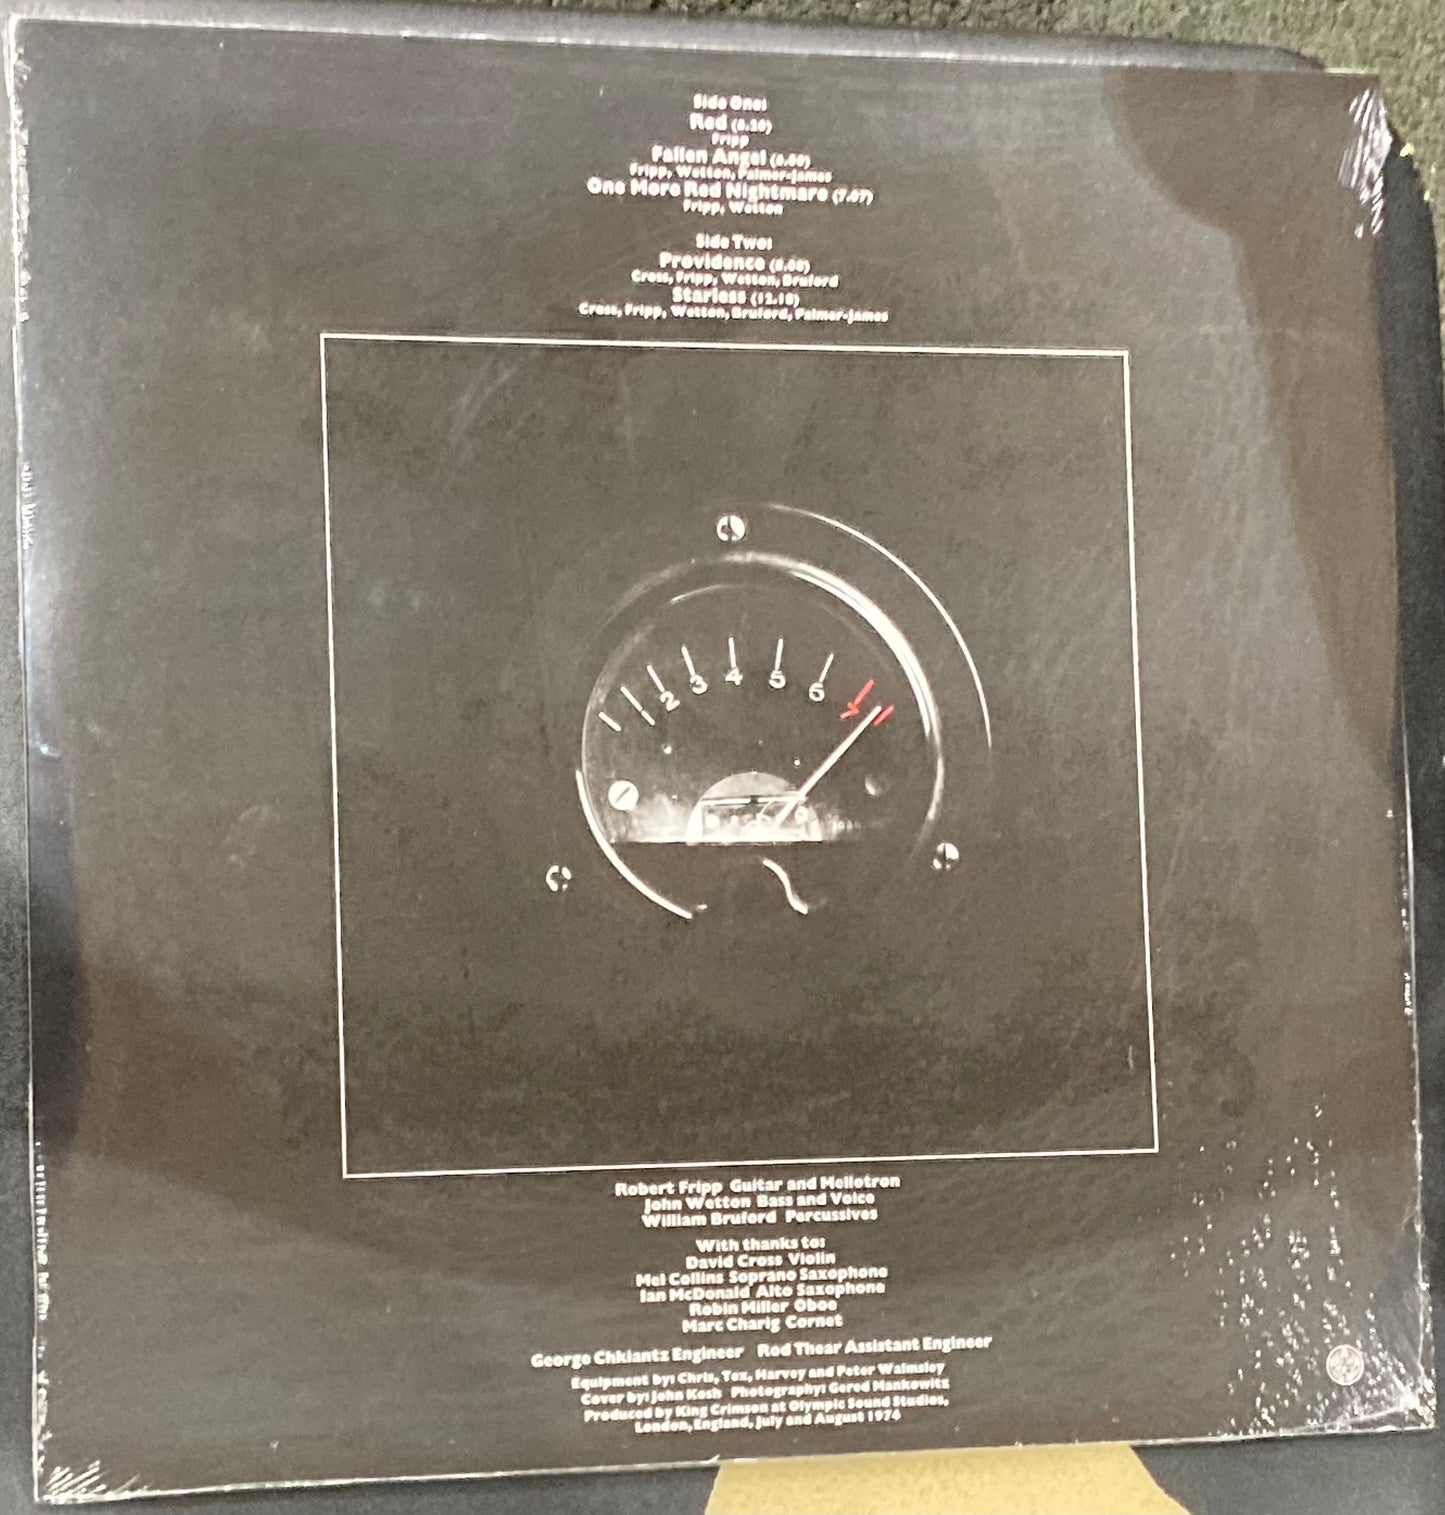 Side One:
Red (6.20)
Fripp
Fallen Angel (6.00)
Fripp, Wetton, Palmer-James
One More Red Nightmare (7.07)
Fripp, Wetton
Side Two:
Providence (8.08)
Cross, Fripp, Wetton, Bruford
Starless (12.18)
Cross, Fripp, Wetton, Bruford, Palmer-James
2 3 4 5 6
Robert Fripp Guitar and Mellotron
John Wetton Bass and Voice
William Bruford Percussives
With thanks to:
David Cross Violin
Mel Collins Soprano Saxophone
Ian McDonald Alto Saxophone
Robin Miller Oboe
Marc Charig Cornet
George Chkiantz Engineer Rod Thear Assistant Engineer
Equipment by: Chris, Tex, Harvey and Peter Walmsley
Cover by: John Kosh Photography: Gered Mankowitz
Produced by King Crimson at Olympic Sound Studios,
London, England, July and August 1974